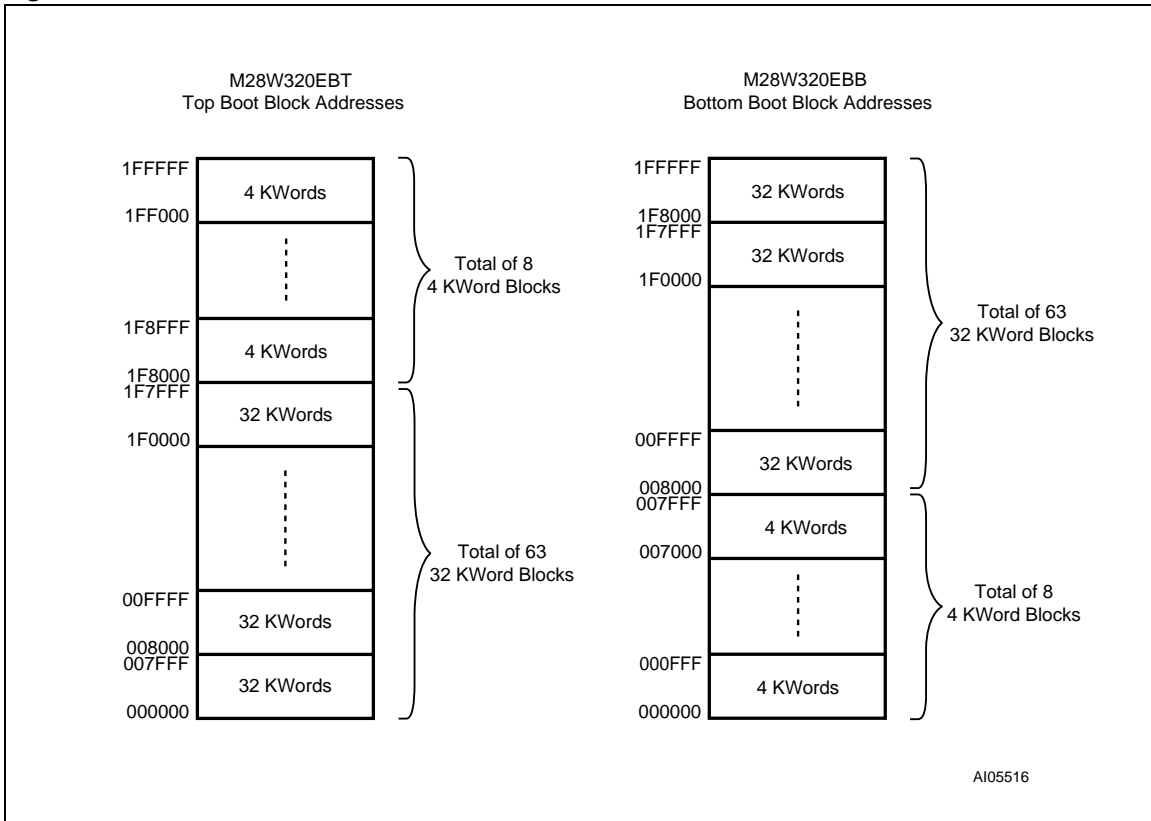 M28W320EBT
Top Boot Block Addresses
1FFFFF
4 KWords
1FF000
Total of 8
4 KWord Blocks
1F8FFF
4 KWords
1F8000
1F7FFF
32 KWords
1F0000
Total of 63
32 KWord Blocks
00FFFF
32 KWords
008000
007FFF
32 KWords
000000
M28W320EBB
Bottom Boot Block Addresses
1FFFFF
32 KWords
1F8000
1F7FFF
32 KWords
1F0000
Total of 63
32 KWord Blocks
00FFFF
32 KWords
008000
007FFF
4 KWords
007000
Total of 8
4 KWord Blocks
000FFF
4 KWords
000000
AI05516